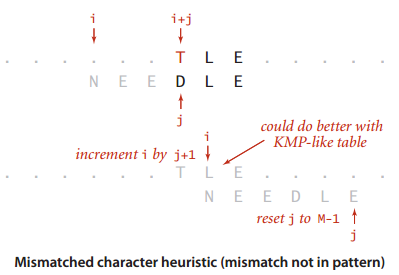 i i+j
. . . . . . . T L E . . . . . .
N E E D L E
j
i
could do better with
KMP-like table
increment i by j+1
. . . . . . . T L E . . . . . .
N E E D L E
reset j to M-1
j
Mismatched character heuristic (mismatch not in pattern)